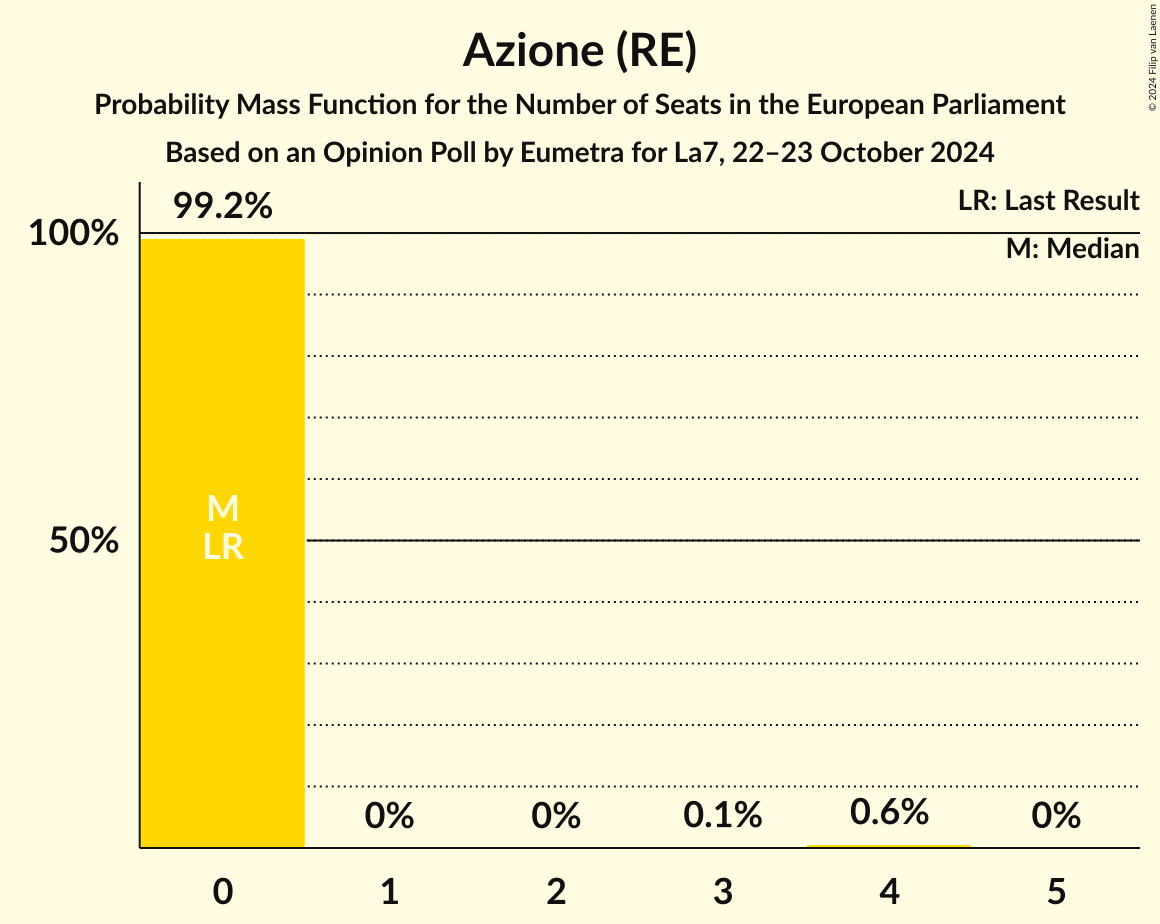 © 2024 Filip van Laenen
Azione (RE)
Probability Mass Function for the Number of Seats in the European Parliament
Based on an Opinion Poll by Eumetra for La7, 22–23 October 2024
LR: Last Result
M: Median
99.2%
100%
M
LR
50%
0%
0%
0.1%
0.6%
0%
0
1
2
3
4
5